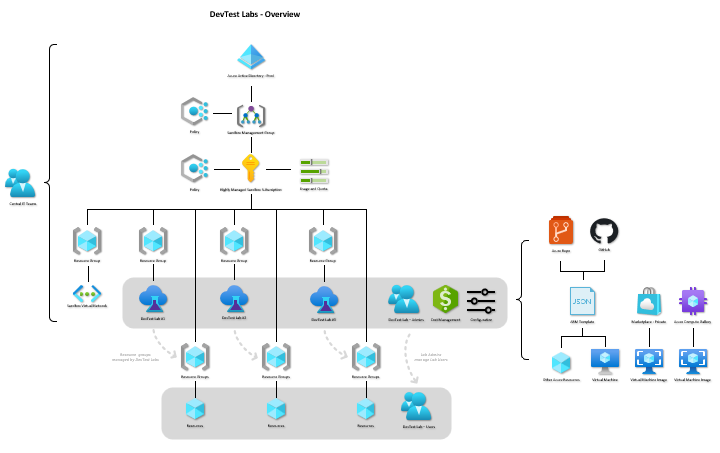 DevTest Labs - Overview
Azure Active Directory - Root
Policy
Sandbox Management Group
Policy
Highly Managed Sandbox Subscription
Usage and Quota
Central IT Teams
Resource Group
Resource Group
Resource Group
Resource Group
Azure Repo
GitHub
Sandbox Virtual Network
DevTest Lab #1
DevTest Lab #2
DevTest Lab #3
DevTest Lab - Admins
Cost Management
Configuration
ARM Template
Marketplace - Private
Azure Compute Gallery
Resource groups
managed by DevTest Labs
Lab Admins
manage Lab Users
Resource Groups
Resource Groups
Resource Groups
Other Azure Resources
Virtual Machine
Virtual Machine Image
Virtual Machine Image
Resources
Resources
Resources
DevTest Lab - Users
JSON